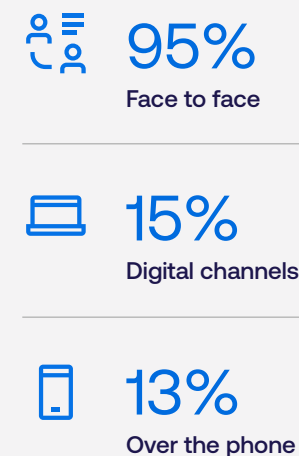 95%
Face to face
15%
Digital channels
13%
Over the phone